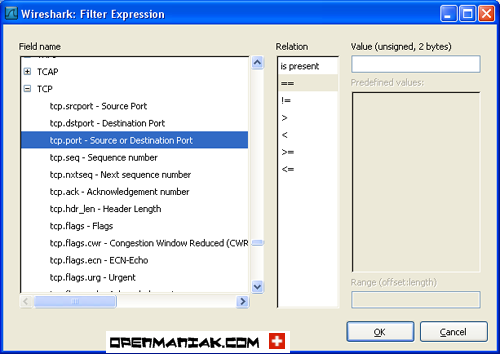 Wireshark: Filter Expression
Field name
Relation
Value (unsigned, 2 bytes)
TCAP
TCP
tcp.srcport - Source Port
tcp.dstport - Destination Port
tcp.port - Source or Destination Port
tcp.seq - Sequence number
tcp.nxtseq - Next sequence number
tcp.ack - Acknowledgement number
tcp.hdr_len - Header Length
tcp.flags - Flags
tcp.flags.cwr - Congestion Window Reduced (CWR
tcp.flags.ecn - ECN-Echo
tcp.flags.urg - Urgent
is present
==
!=
>
<
>=
<=
Predefined values:
Range (offset:length)
OK
Cancel
OPENMANIAK.COM